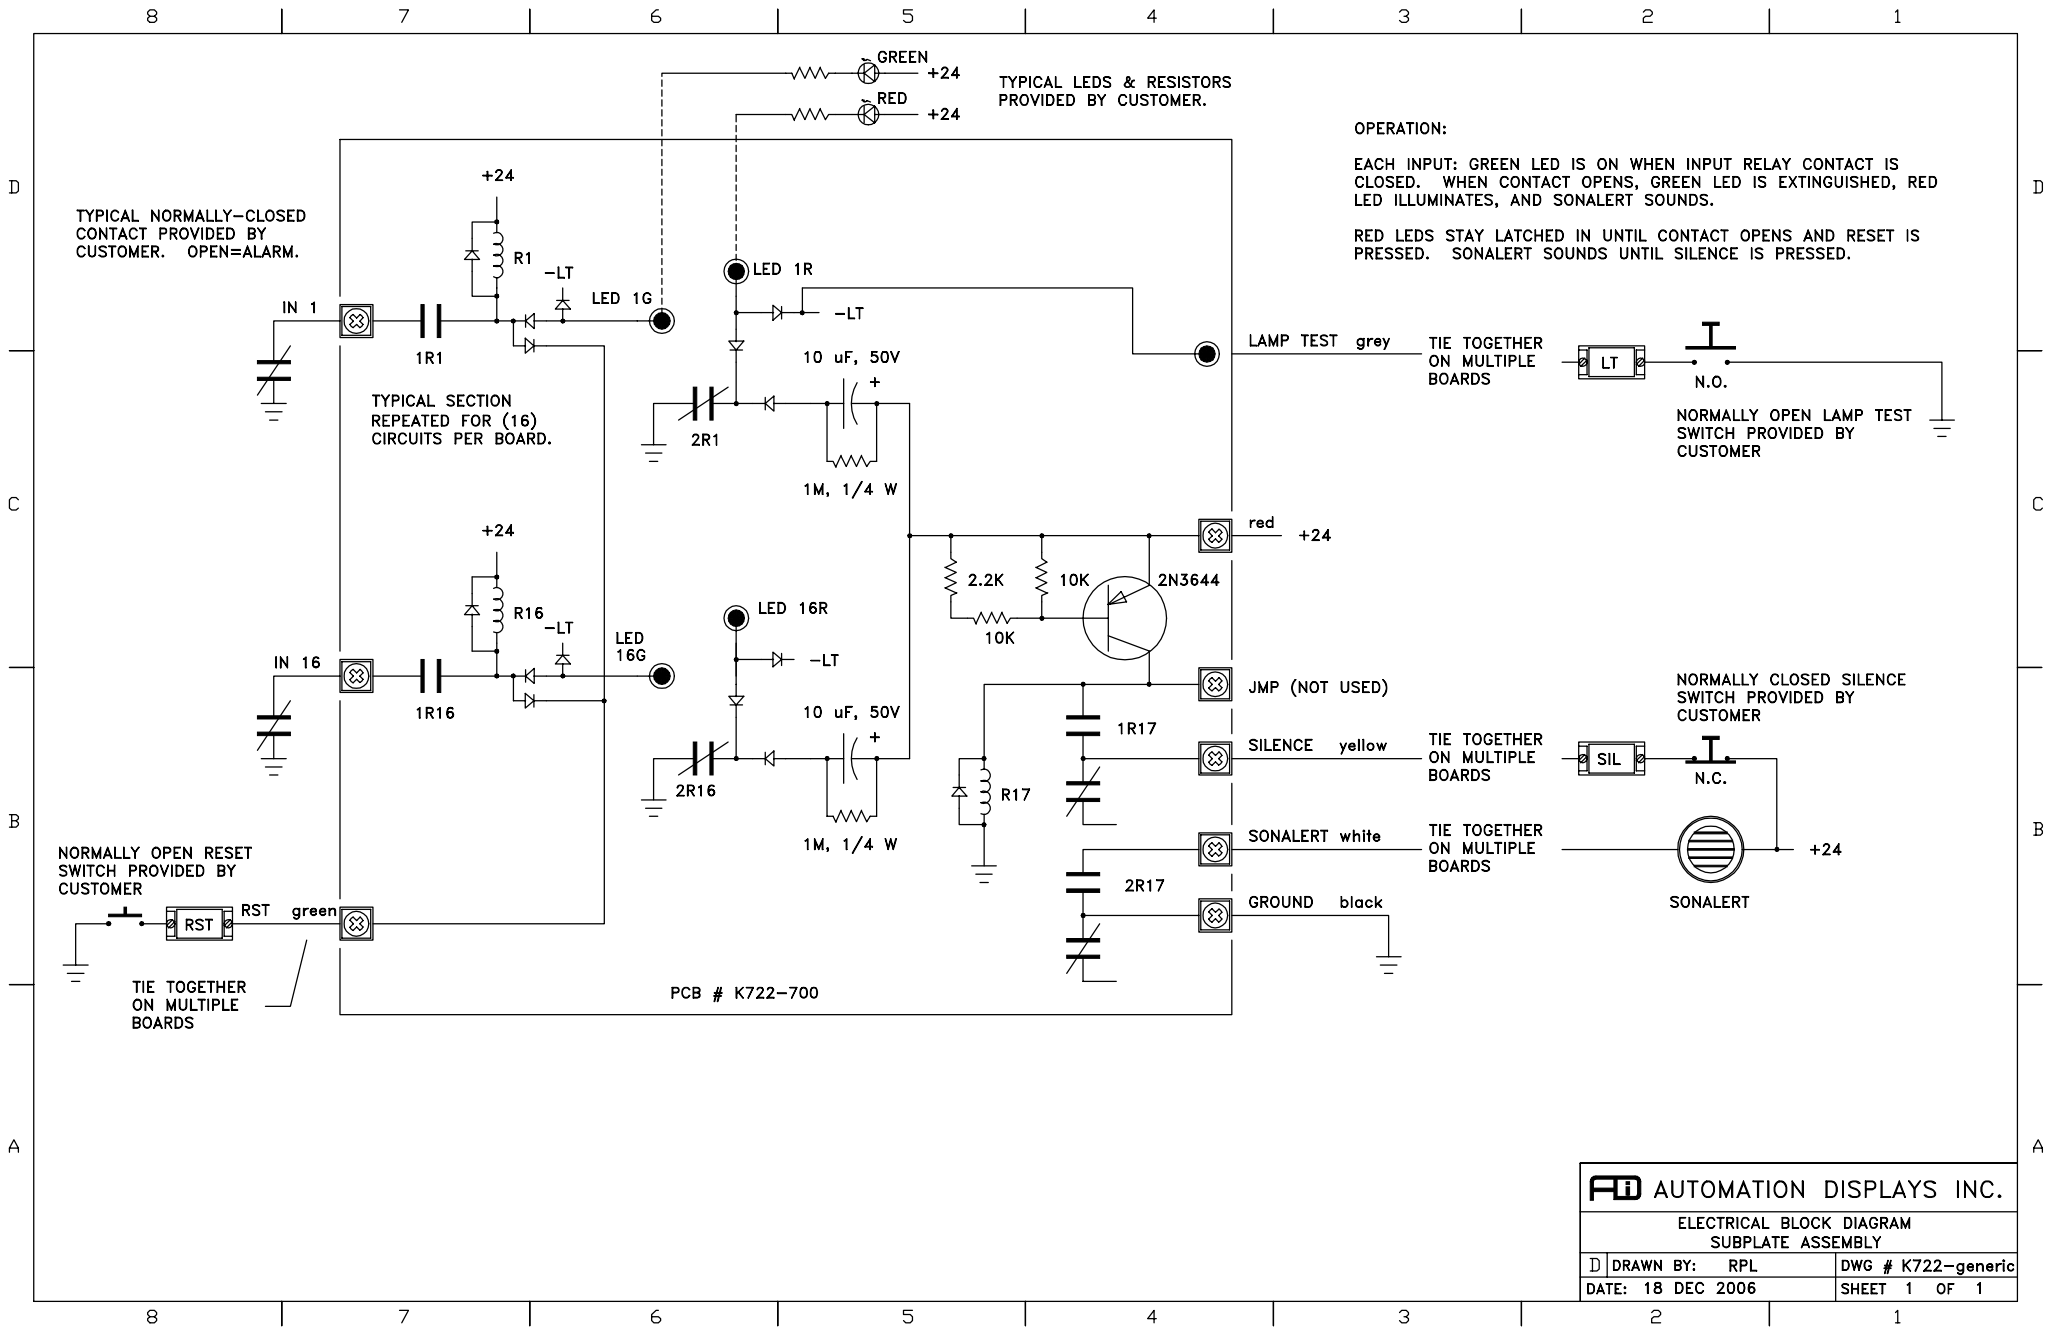 8 7 6 5 4 3 2 1
GREEN
+24
RED
+24
TYPICAL LEDS & RESISTORS
PROVIDED BY CUSTOMER.
OPERATION:
EACH INPUT: GREEN LED IS ON WHEN INPUT RELAY CONTACT IS
CLOSED. WHEN CONTACT OPENS, GREEN LED IS EXTINGUISHED, RED
LED ILLUMINATES, AND SONALERT SOUNDS.
RED LEDS STAY LATCHED IN UNTIL CONTACT OPENS AND RESET IS
PRESSED. SONALERT SOUNDS UNTIL SILENCE IS PRESSED.
D
D
+24
TYPICAL NORMALLY-CLOSED
CONTACT PROVIDED BY
CUSTOMER. OPEN=ALARM.
R1
-LT
LED 1G
LED 1R
-LT
IN 1
1R1
10 uF, 50V
+
LAMP TEST grey
TIE TOGETHER
ON MULTIPLE
BOARDS
LT
N.O.
NORMALLY OPEN LAMP TEST
SWITCH PROVIDED BY
CUSTOMER
TYPICAL SECTION
REPEATED FOR (16)
CIRCUITS PER BOARD.
2R1
1M, 1/4 W
C
C
+24
red
+24
R16
-LT
LED
16G
LED 16R
-LT
2.2K
10K
10K
2N3644
IN 16
1R16
10 uF, 50V
+
2R16
1M, 1/4 W
JMP (NOT USED)
1R17
SILENCE yellow
TIE TOGETHER
ON MULTIPLE
BOARDS
SIL
N.C.
NORMALLY CLOSED SILENCE
SWITCH PROVIDED BY
CUSTOMER
R17
B
B
SONALERT white
TIE TOGETHER
ON MULTIPLE
BOARDS
+24
SONALERT
2R17
GROUND black
NORMALLY OPEN RESET
SWITCH PROVIDED BY
CUSTOMER
RST
RST green
TIE TOGETHER
ON MULTIPLE
BOARDS
PCB # K722-700
A
A
ADI AUTOMATION DISPLAYS INC.
ELECTRICAL BLOCK DIAGRAM
SUBPLATE ASSEMBLY
D DRAWN BY: RPL DWG # K722-generic
DATE: 18 DEC 2006 SHEET 1 OF 1
8 7 6 5 4 3 2 1